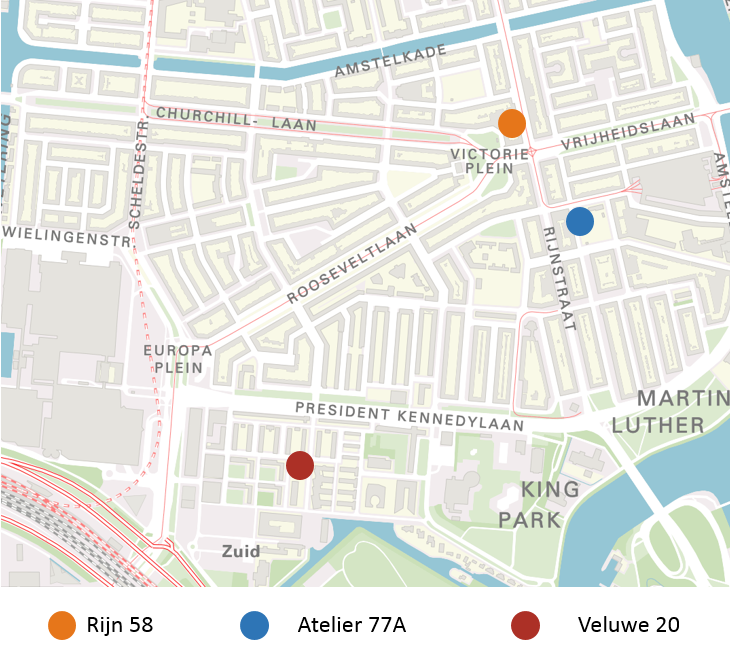 AMSTELKADE
CHURCHILL- LAAN
SCHELDESTR.
VRIJHEIDSLAAN
VICTORIE
PLEIN
WIELINGENSTR.
ROOSEVELTLAAN
RIJNSTRAAT
EUROPA
PLEIN
PRESIDENT KENNEDYLAAN
MARTIN
LUTHER
KING
PARK
Zuid
Rijn 58
Atelier 77A
Veluwe 20